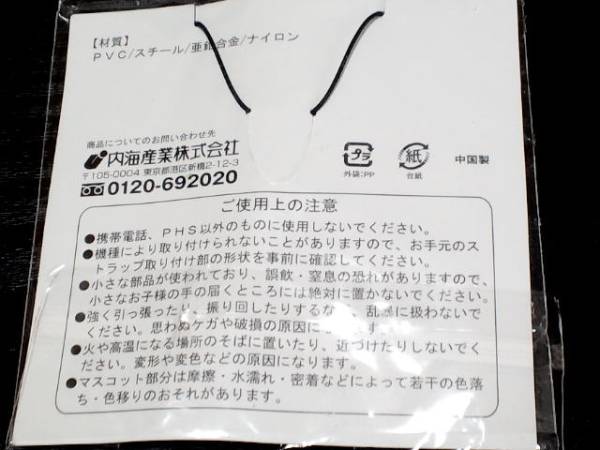 【材質】
PVC/スチール/亜鉛合金/ナイロン
商品についてのお問い合わせ先
内海産業株式会社
〒105-0004 東京都港区新橋2-12-3
0120-692020
プラ
外袋:PP
紙
台紙
中国製
ご使用上の注意
●携帯電話、PHS以外のものに使用しないでください。
●機種により取り付けられないことがありますので、お手元のス
トラップ取り付け部の形状を事前に確認してください。
●小さな部品が使われており、誤飲・窒息の恐れがありますので、
小さなお子様の手の届くところには絶対に置かないでください。
●強く引っ張ったり、振り回したりするなど、乱暴に扱わないで
ください。思わぬケガや破損の原因になります。
●火や高温になる場所のそばに置いたり、近づけたりしないでく
ださい。変形や変色などの原因になります。
●マスコット部分は摩擦・水濡れ・密着などによって若干の色落
ち・色移りのおそれがあります。